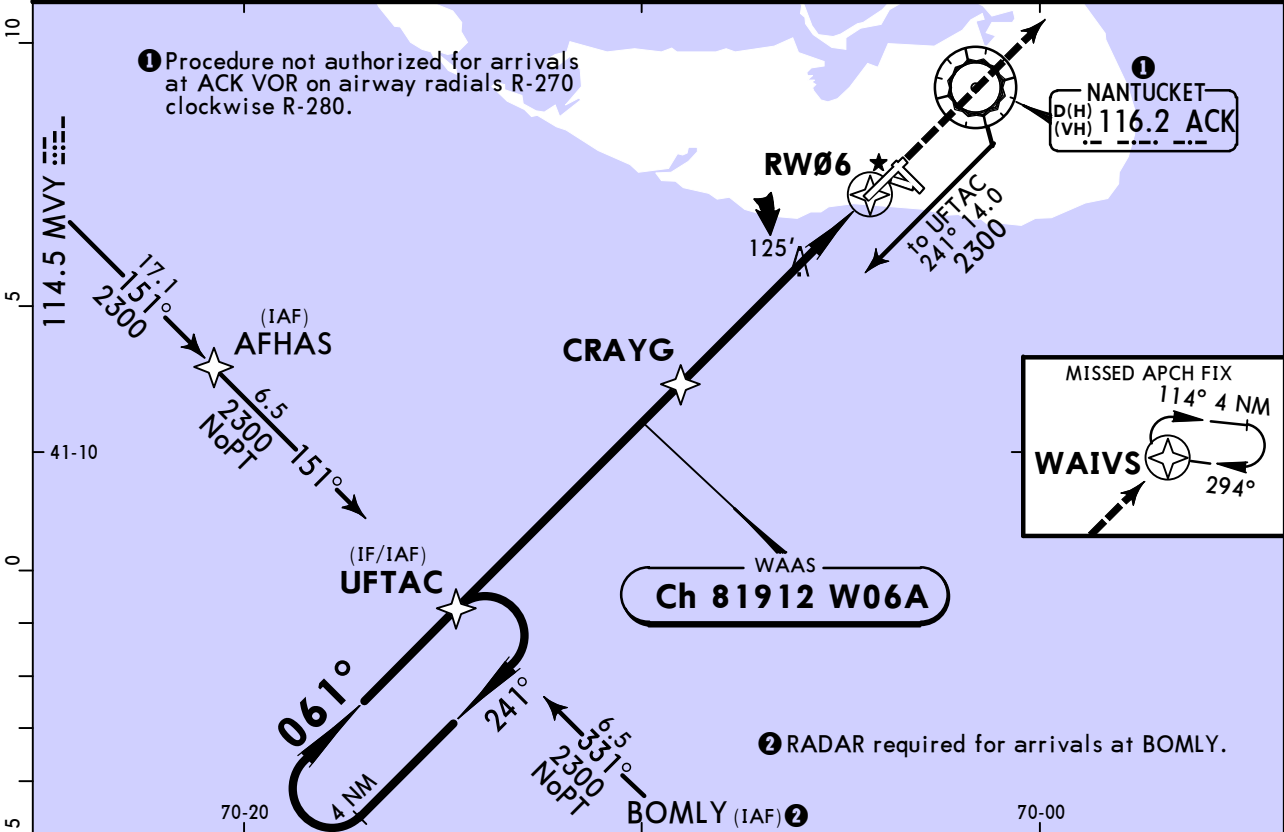 10
❶ Procedure not authorized for arrivals
at ACK VOR on airway radials R-270
clockwise R-280.
❶
NANTUCKET
D(H)
(VH) 116.2 ACK
RWØ6
114.5 MVY
125'
to UFTAC
241° 14.0
2300
17.1
151°
2300
5
(IAF)
AFHAS
CRAYG
6.5
2300
NoPT
151°
MISSED APCH FIX
114° 4 NM
WAIVS
294°
41-10
0
(IF/IAF)
UFTAC
WAAS
Ch 81912 W06A
061°
241°
4 NM
6.5
331°
2300
NoPT
❷ RADAR required for arrivals at BOMLY.
BOMLY (IAF) ❷
5
70-20
70-00